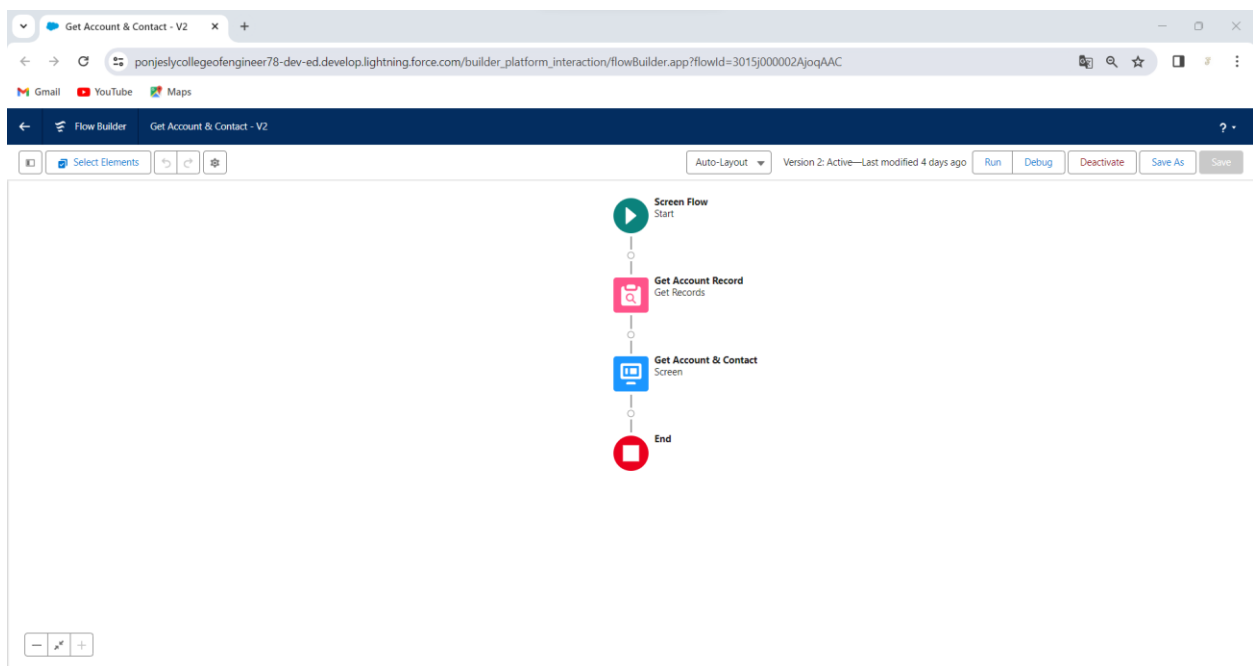 Get Account & Contact - V2
ponjeslycollegeofengineer78-dev-ed.develop.lightning.force.com/builder_platform_interaction/flowBuilder.app?flowId=3015j000002AjoqAAC
Gmail YouTube Maps
Flow Builder Get Account & Contact - V2 ?
Select Elements Auto-Layout Version 2: Active—Last modified 4 days ago Run Debug Deactivate Save As Save
Screen Flow
Start
Get Account Record
Get Records
Get Account & Contact
Screen
End